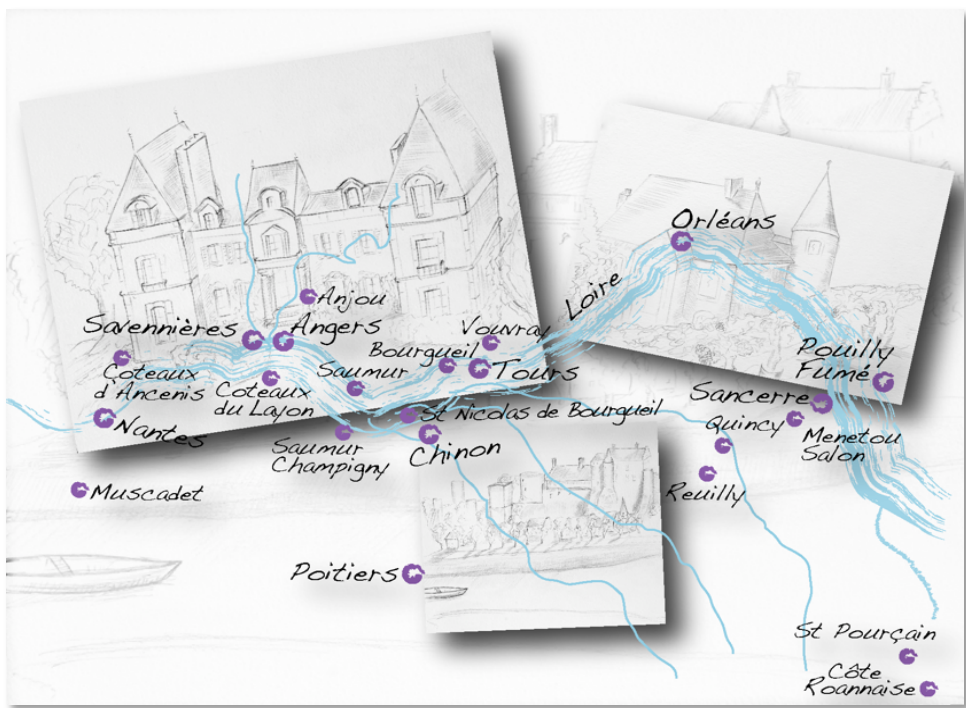 Orléans
Loire
Anjou
Savennières
Angers
Vouvray
Bourgueil
Tours
Coteaux
d'Ancenis
Coteaux
du Layon
Saumur
Pouilly
Fumé
Sancerre
Quincy
Menetou
Salon
Nantes
St Nicolas de Bourgueil
Saumur
Champigny
Chinon
Muscadet
Reuilly
Poitiers
St Pourçain
Côte
Roannaise